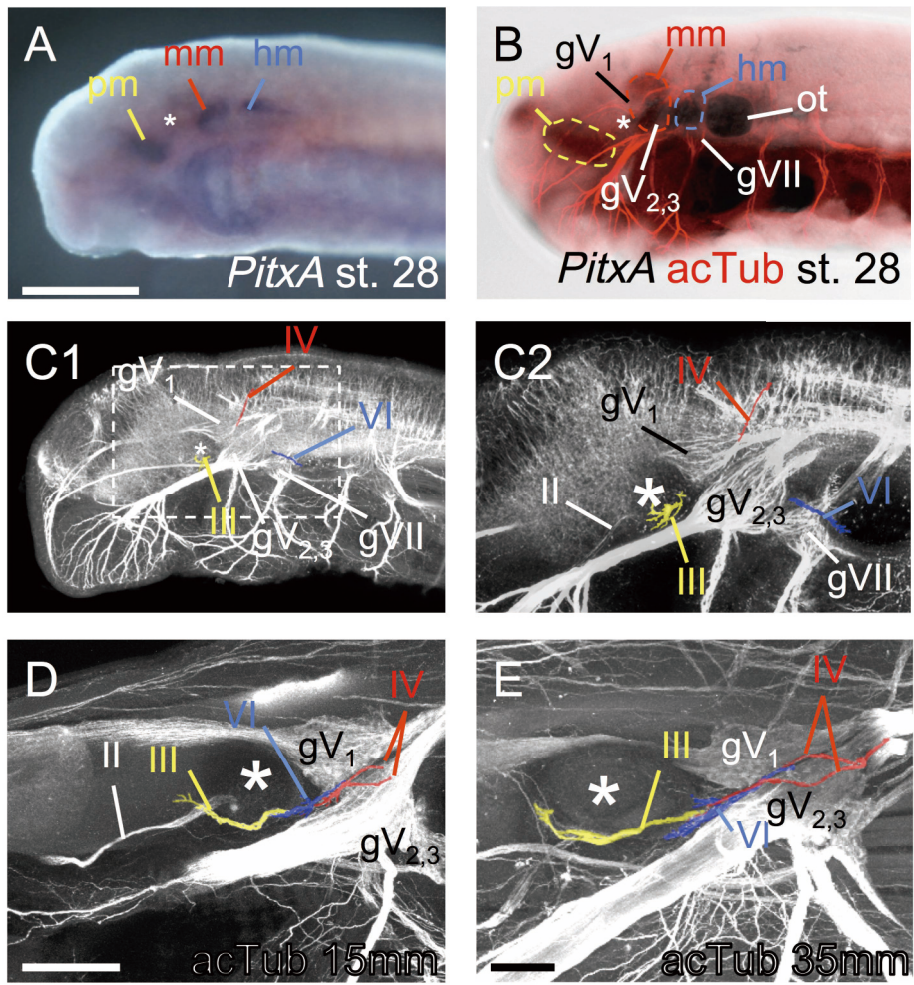 A
pm
mm
hm
*
PitxA st. 28
B
gV1
mm
pm
hm
ot
*
gVII
gV2,3
PitxA acTub st. 28
C1
IV
gV1
VI
*
III
gV2,3
gVII
C2
IV
gV1
VI
II
*
gV2,3
III
gVII
D
IV
VI
II
III
*
gV1
gV2,3
acTub 15mm
E
IV
III
gV1
*
gV2,3
VI
acTub 35mm